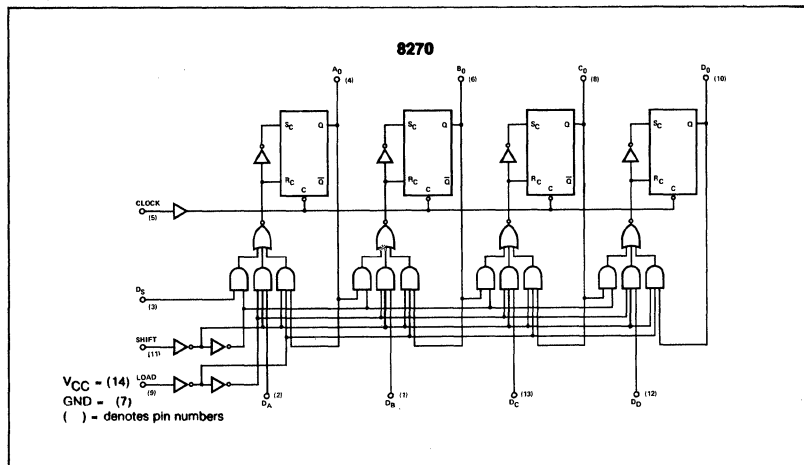 8270
A0 (4) B0 (6) C0 (8) D0 (10)
SC Q SC Q SC Q SC Q
RC Q̅ RC Q̅ RC Q̅ RC
C C C C
CLOCK
(5)
DS
(3)
SHIFT
(11)
LOAD
(9)
VCC = (14)
GND = (7)
( ) = denotes pin numbers
DA (2) DB (1) DC (13) DD (12)